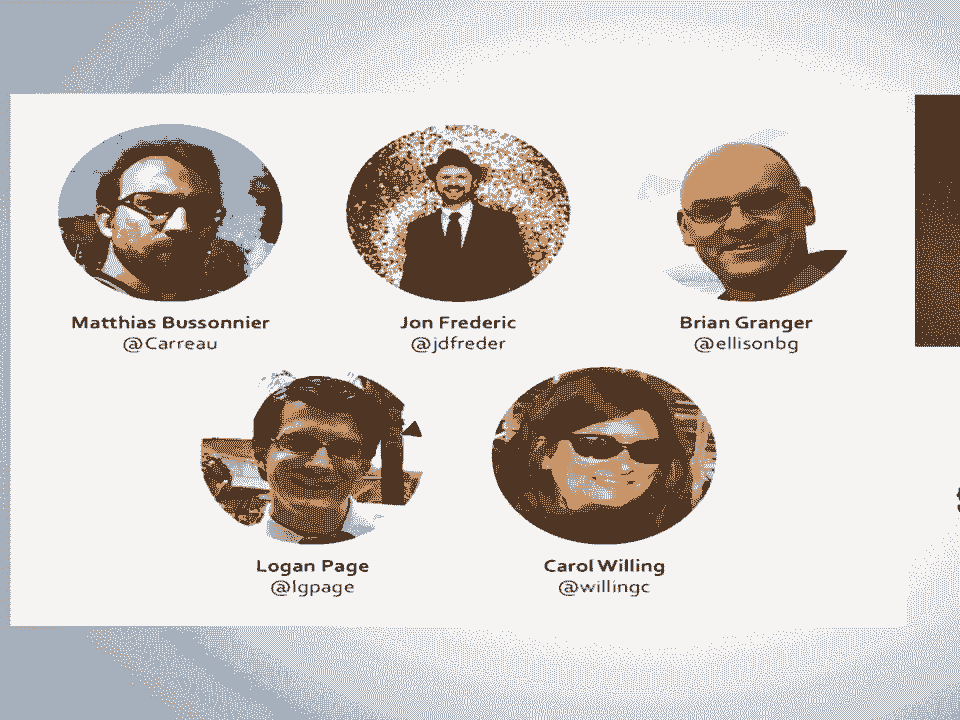 Matthias Bussonnier
@Carreau
Jon Frederic
@jdfreder
Brian Granger
@ellisonbg
Logan Page
@lgpage
Carol Willing
@willingc